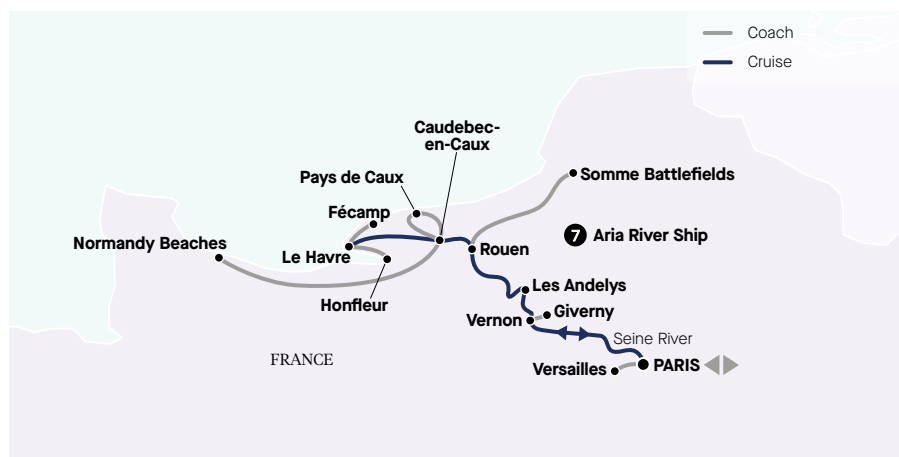 Coach
Cruise
Caudebec-
en-Caux
Pays de Caux
Somme Battlefields
Fécamp
Normandy Beaches
7 Aria River Ship
Le Havre
Rouen
Honfleur
Les Andelys
Giverny
Vernon
Seine River
FRANCE
Versailles
PARIS